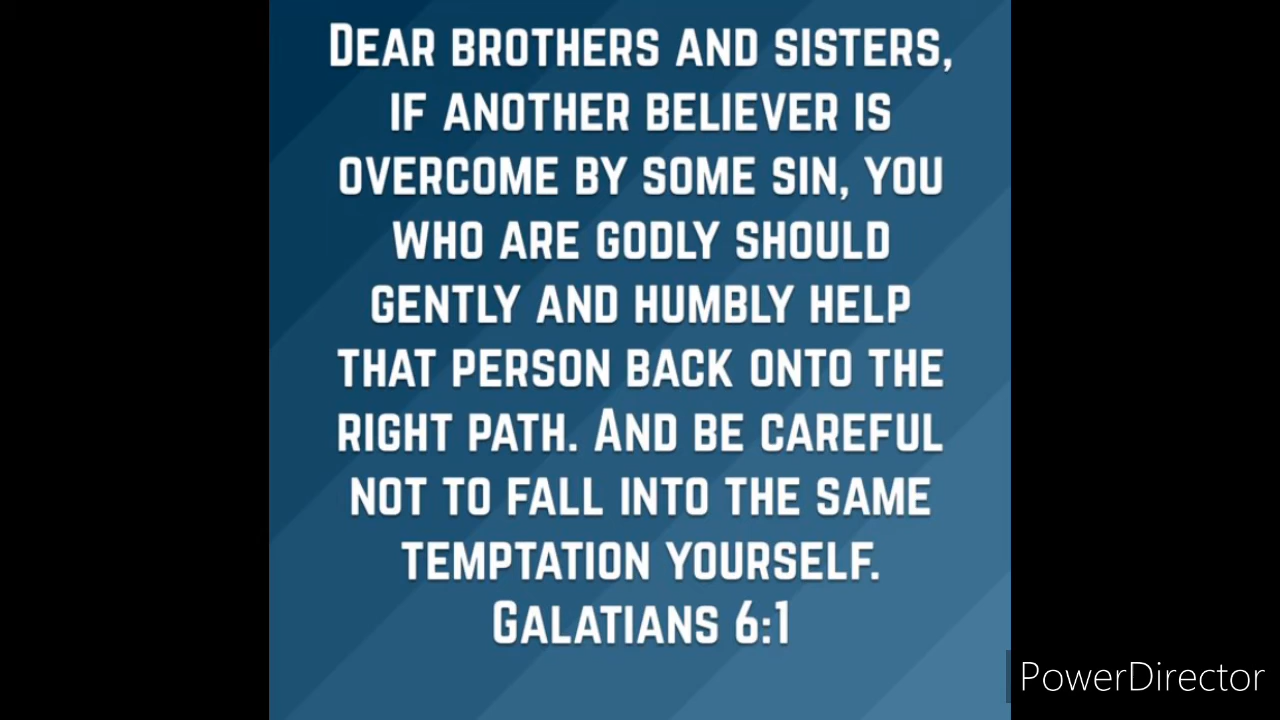 Dear brothers and sisters,
if another believer is
overcome by some sin, you
who are godly should
gently and humbly help
that person back onto the
right path. And be careful
not to fall into the same
temptation yourself.
Galatians 6:1
PowerDirector